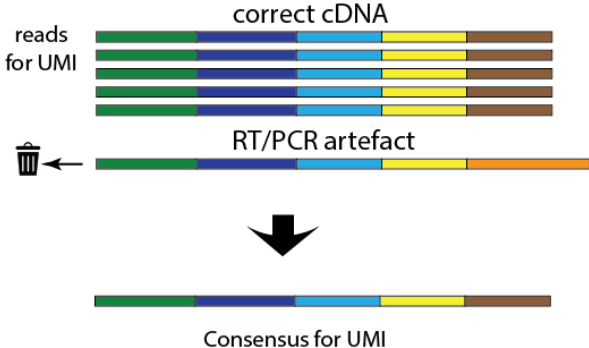 correct cDNA
reads
for UMI
RT/PCR artefact
Consensus for UMI